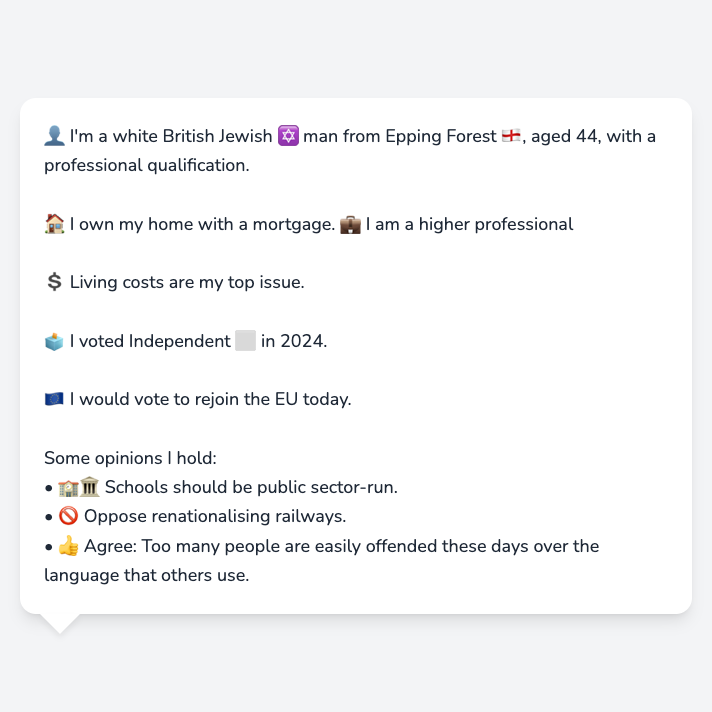 👤 I'm a white British Jewish ✡️ man from Epping Forest 🏴󠁧󠁢󠁥󠁮󠁧󠁿, aged 44, with a
professional qualification.
🏠 I own my home with a mortgage. 💼 I am a higher professional
💲 Living costs are my top issue.
🗳️ I voted Independent ⬜ in 2024.
🇪🇺 I would vote to rejoin the EU today.
Some opinions I hold:
• 🏫🏛️ Schools should be public sector-run.
• 🚫 Oppose renationalising railways.
• 👍 Agree: Too many people are easily offended these days over the
language that others use.